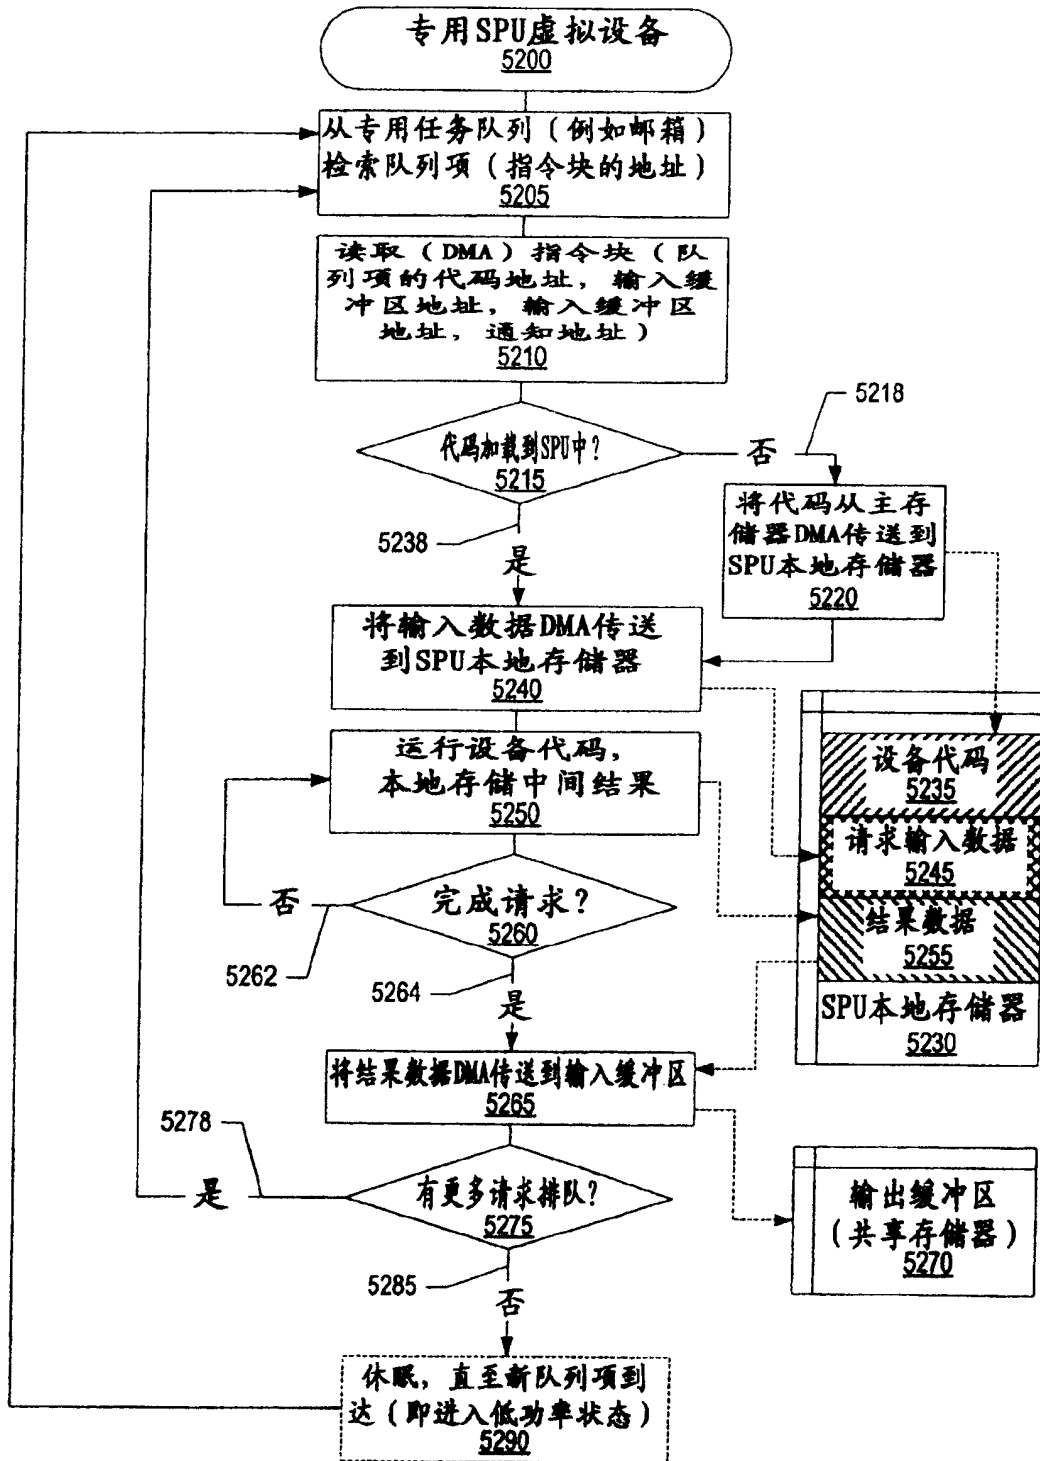 专用SPU虚拟设备
5200
从专用任务队列（例如邮箱）
检索队列项（指令块的地址）
5205
读取（DMA）指令块（队
列项的代码地址，输入缓
冲区地址，输入缓冲区
地址，通知地址）
5210
5218
代码加载到SPU中？
5215
否
将代码从主存
储器DMA传送到
SPU本地存储器
5220
5238
是
将输入数据DMA传送
到SPU本地存储器
5240
运行设备代码，
本地存储中间结果
5250
设备代码
5235
请求输入数据
5245
结果数据
5255
SPU本地存储器
5230
否
完成请求？
5260
5262
5264
是
将结果数据DMA传送到输入缓冲区
5265
5278
是
有更多请求排队？
5275
输出缓冲区
（共享存储器）
5270
5285
否
休眠，直至新队列项到
达（即进入低功率状态）
5290